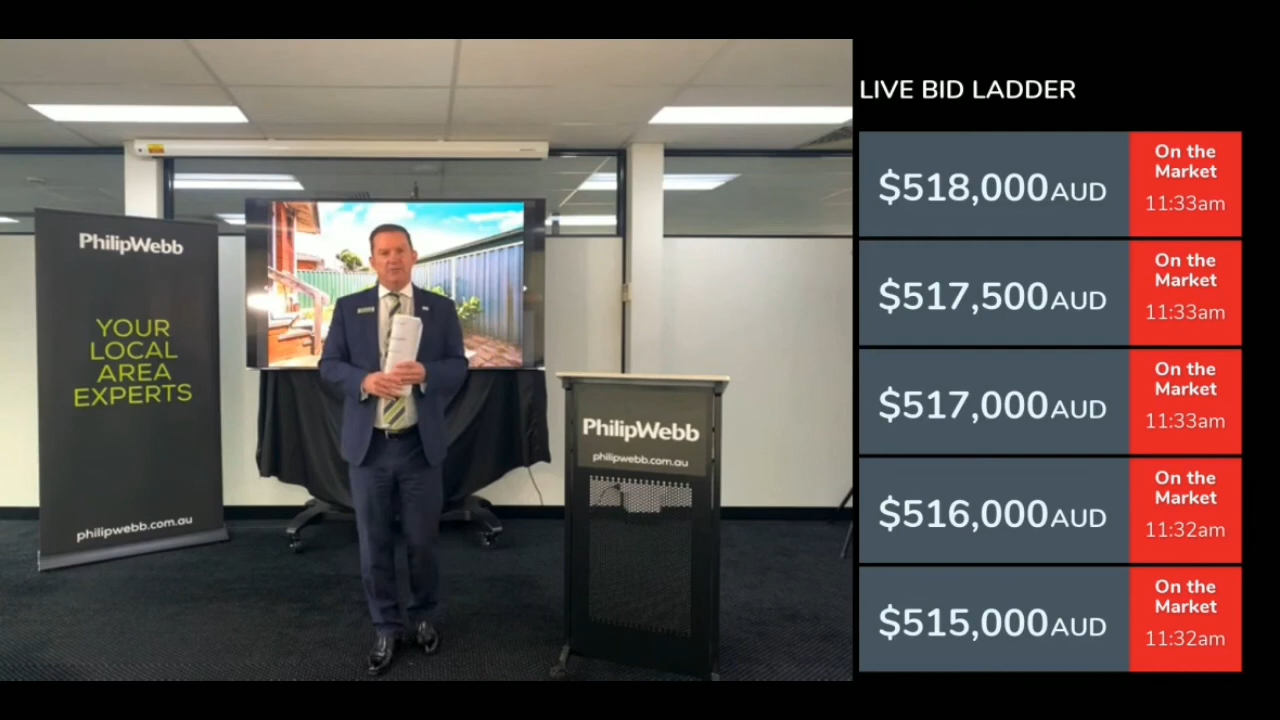 LIVE BID LADDER
$518,000AUD
On the
Market
11:33am
$517,500AUD
On the
Market
11:33am
$517,000AUD
On the
Market
11:33am
$516,000AUD
On the
Market
11:32am
$515,000AUD
On the
Market
11:32am
PhilipWebb
YOUR
LOCAL
AREA
EXPERTS
philipwebb.com.au
PhilipWebb
philipwebb.com.au